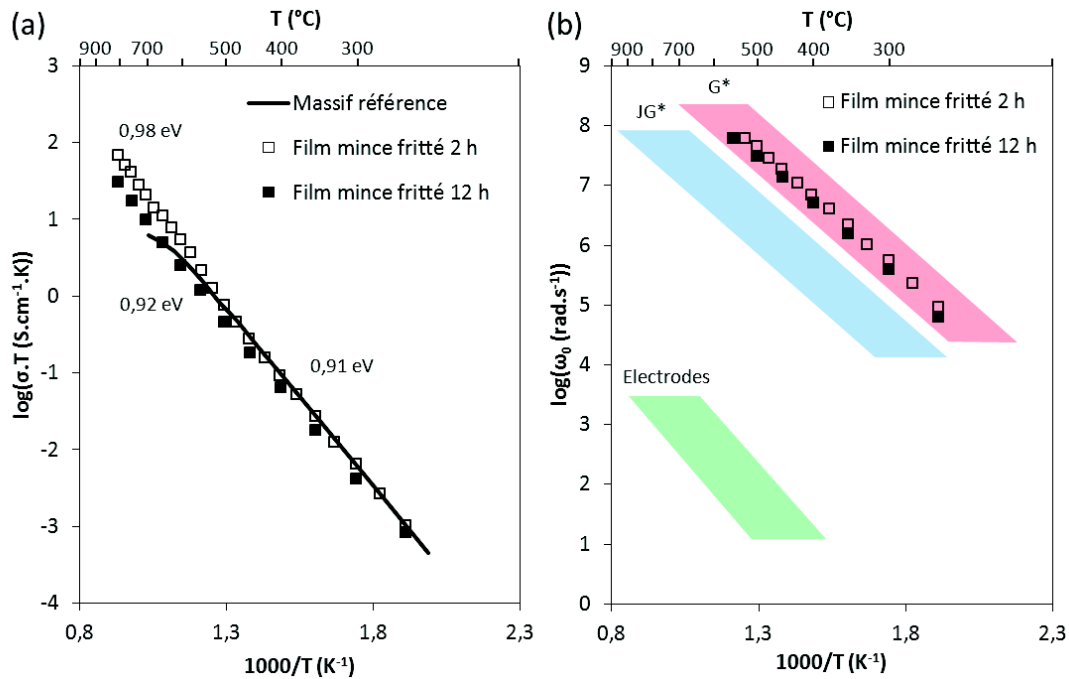 (a)
T (°C)
900 700 500 400 300
3
2
1
0
-1
-2
-3
-4
log(σ.T (S.cm⁻¹.K)
Massif référence
Film mince fritté 2 h
Film mince fritté 12 h
0,98 eV
0,92 eV
0,91 eV
0,8 1,3 1,8 2,3
1000/T (K⁻¹)
(b)
T (°C)
900 700 500 400 300
9
8
7
6
5
4
3
2
1
0
log(ω₀ (rad.s⁻¹))
G*
JG*
Film mince fritté 2 h
Film mince fritté 12 h
Electrodes
0,8 1,3 1,8 2,3
1000/T (K⁻¹)